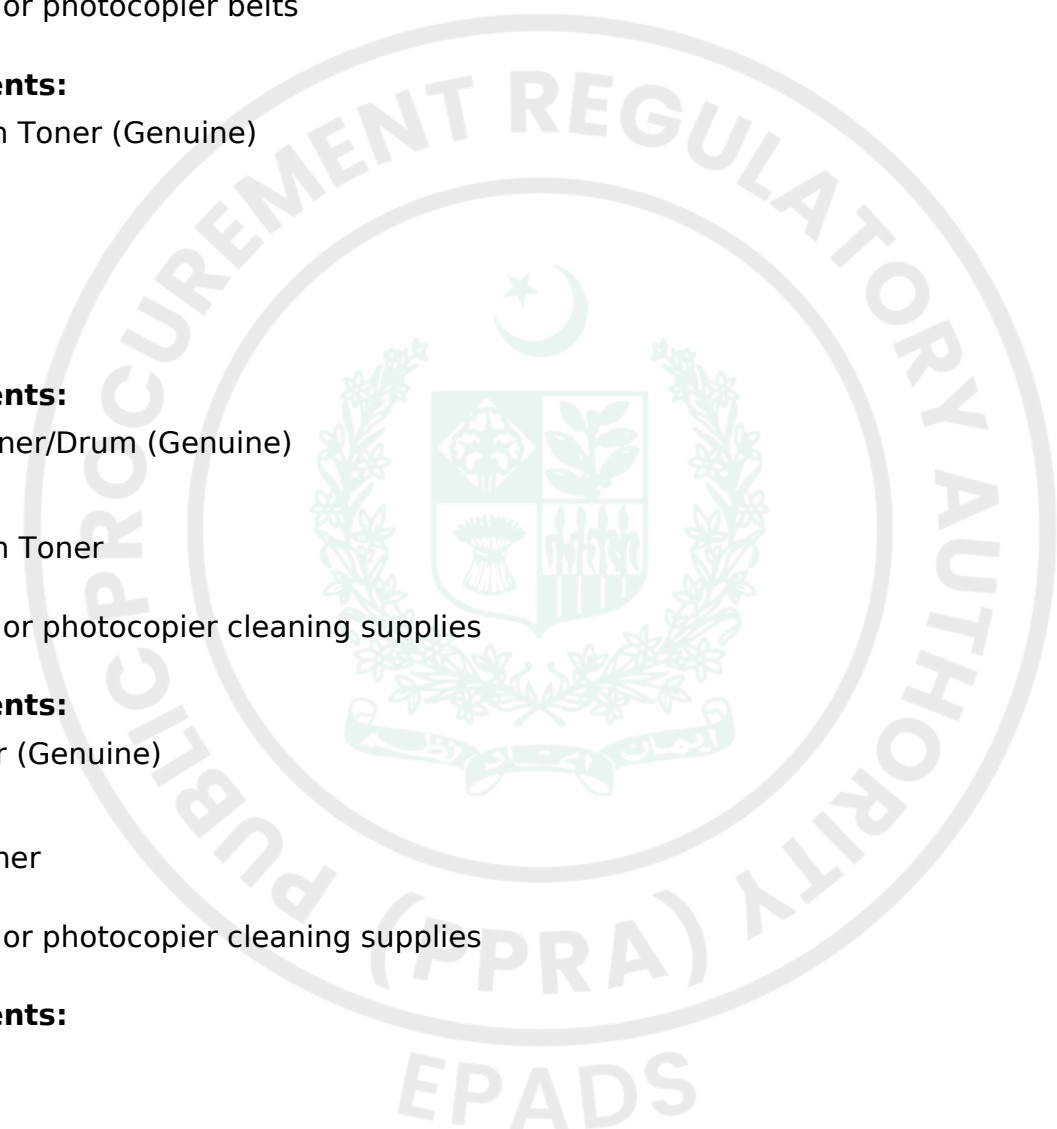 or photocopier belts
ents:
n Toner (Genuine)
ents:
ner/Drum (Genuine)
n Toner
or photocopier cleaning supplies
ents:
r (Genuine)
ner
or photocopier cleaning supplies
ents:
PUBLIC PROCUREMENT REGULATORY AUTHORITY
(PPRA)
EPADS